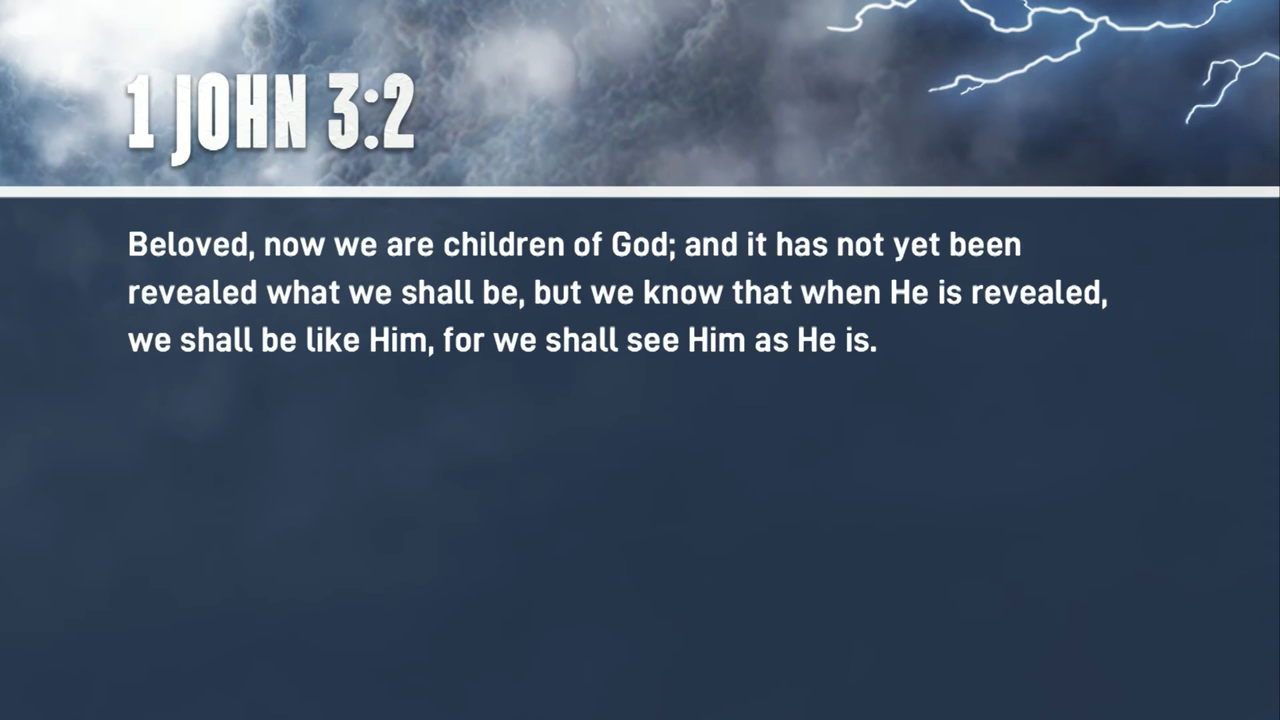 1 JOHN 3:2
Beloved, now we are children of God; and it has not yet been
revealed what we shall be, but we know that when He is revealed,
we shall be like Him, for we shall see Him as He is.